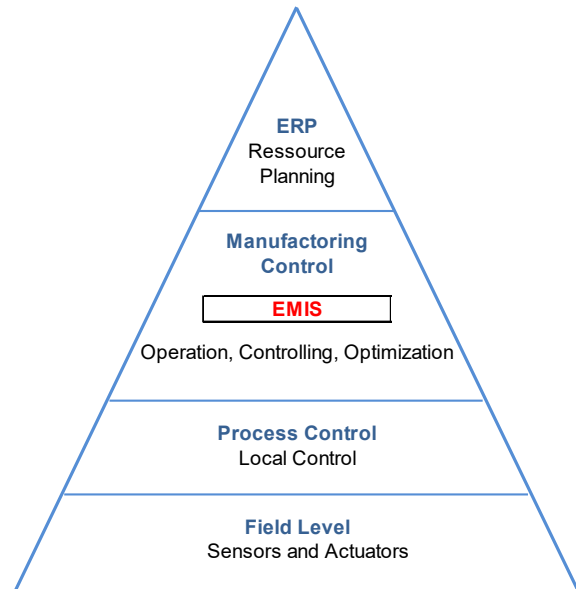 ERP
Ressource
Planning
Manufactoring
Control
EMIS
Operation, Controlling, Optimization
Process Control
Local Control
Field Level
Sensors and Actuators